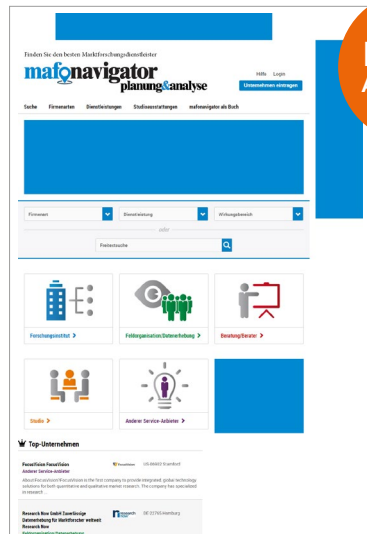 Finden Sie den besten Marktforschungsdienstleister
mafonavigator
planung&analyse
Hilfe Login
Unternehmen eintragen
Suche Firmenarten Dienstleistungen Studioausstattungen mafonavigator als Buch
Firmenart Dienstleistung Wirkungsbereich
oder
Freitextsuche
Forschungsinstitut > Feldorganisation/Datenerhebung > Beratung/Berater >
Studio > Anderer Service-Anbieter >
Top-Unternehmen
FocusVision FocusVision
Anderer Service-Anbieter
FocusVision
US-06902 Stamford
About FocusVision? FocusVision is the first company to provide integrated, global technology
solutions for both quantitative and qualitative market research. The company has specialized
in research ...
Research Now GmbH Zuverlässige
Datenerhebung für Marktforscher weltweit
Research Now
Feldorganisation/Datenerhebung
research
now
DE-22765 Hamburg